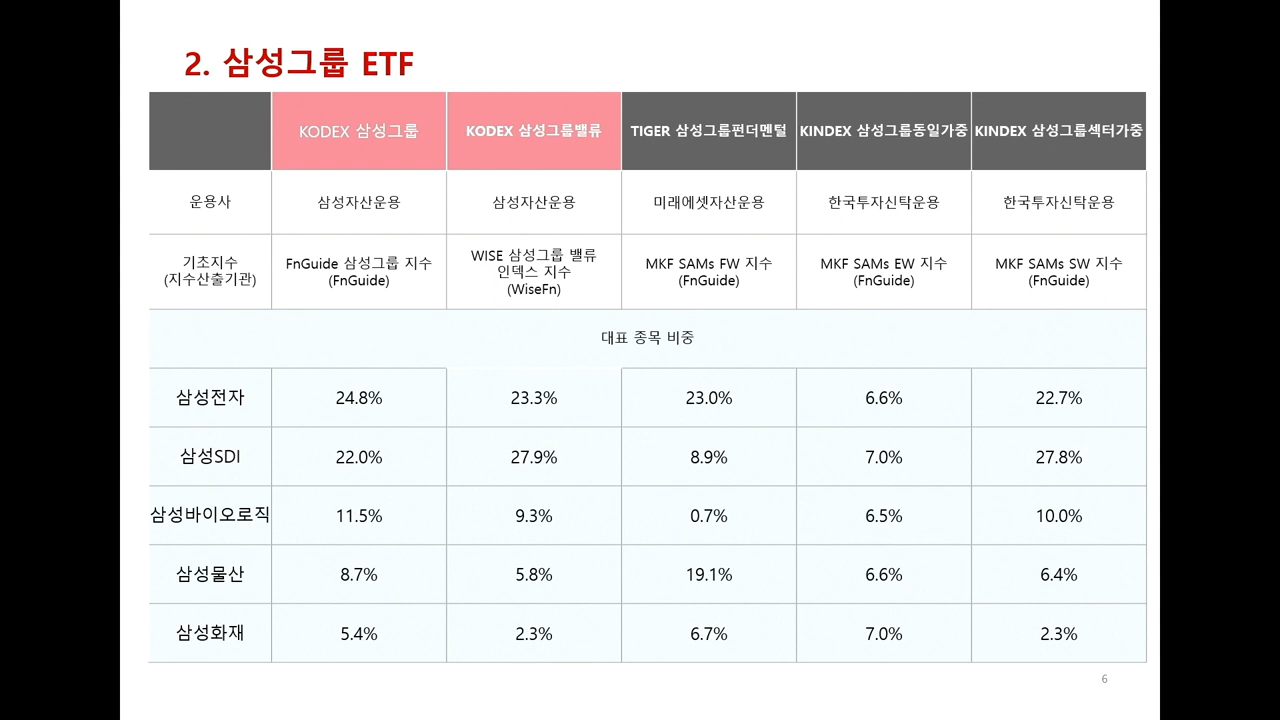 2. 삼성그룹 ETF
KODEX 삼성그룹 KODEX 삼성그룹밸류 TIGER 삼성그룹펀더멘털 KINDEX 삼성그룹동일가중 KINDEX 삼성그룹섹터가중
운용사 삼성자산운용 삼성자산운용 미래에셋자산운용 한국투자신탁운용 한국투자신탁운용
기초지수
(지수산출기관)
FnGuide 삼성그룹 지수
(FnGuide)
WISE 삼성그룹 밸류
인덱스 지수
(WiseFn)
MKF SAMs FW 지수
(FnGuide)
MKF SAMs EW 지수
(FnGuide)
MKF SAMs SW 지수
(FnGuide)
대표 종목 비중
삼성전자 24.8% 23.3% 23.0% 6.6% 22.7%
삼성SDI 22.0% 27.9% 8.9% 7.0% 27.8%
삼성바이오로직 11.5% 9.3% 0.7% 6.5% 10.0%
삼성물산 8.7% 5.8% 19.1% 6.6% 6.4%
삼성화재 5.4% 2.3% 6.7% 7.0% 2.3%
6